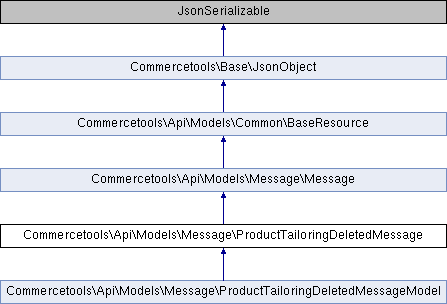 JsonSerializable
Commercetools\Base\JsonObject
Commercetools\Api\Models\Common\BaseResource
Commercetools\Api\Models\Message\Message
Commercetools\Api\Models\Message\ProductTailoringDeletedMessage
Commercetools\Api\Models\Message\ProductTailoringDeletedMessageModel